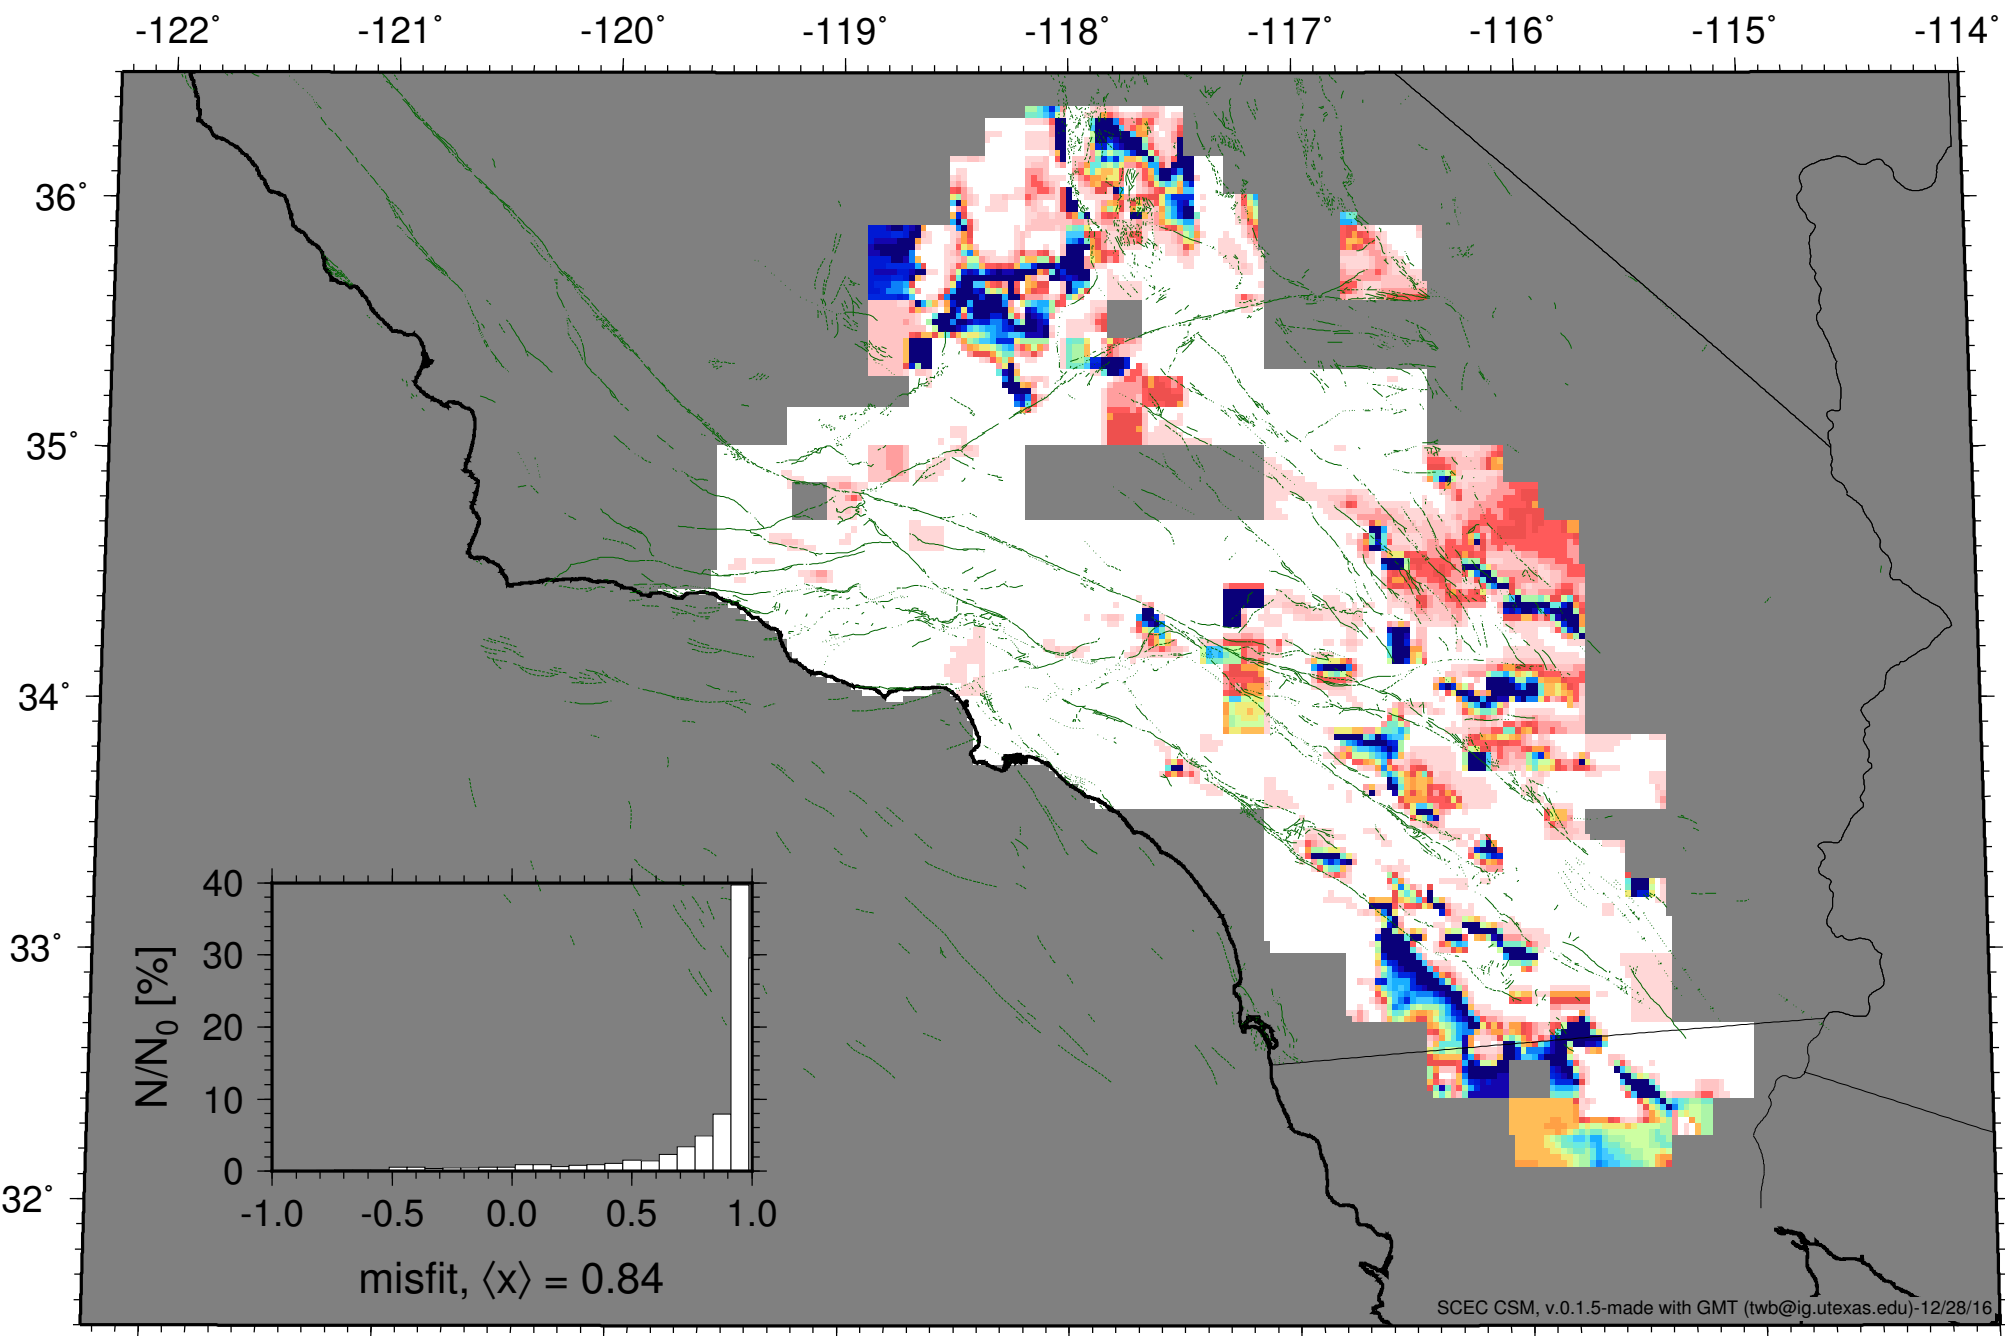 -122° -121° -120° -119° -118° -117° -116° -115° -114°
36°
35°
34°
33°
32°
40
30
20
10
0
N/N0 [%]
-1.0 -0.5 0.0 0.5 1.0
misfit, ⟨x⟩ = 0.84
SCEC CSM, v.0.1.5-made with GMT (twb@ig.utexas.edu)-12/28/16